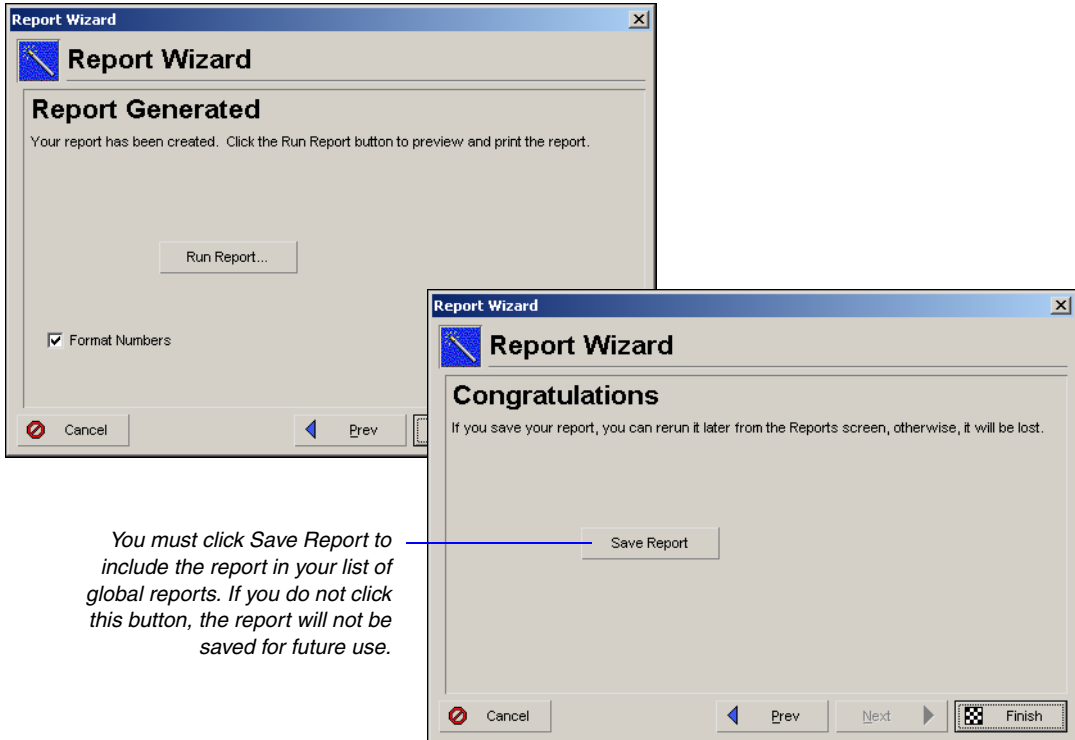 Report Wizard
Report Wizard
Report Generated
Your report has been created. Click the Run Report button to preview and print the report.
Run Report...
Format Numbers
Cancel
Prev
Report Wizard
Report Wizard
Congratulations
If you save your report, you can rerun it later from the Reports screen, otherwise, it will be lost.
Save Report
Cancel
Prev
Next
Finish
You must click Save Report to
include the report in your list of
global reports. If you do not click
this button, the report will not be
saved for future use.